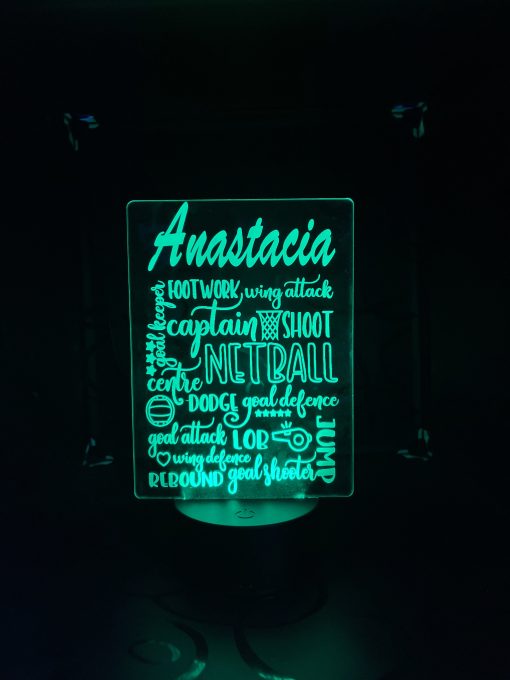 Anastacia
goal keeper
FOOTWORK wing attack
captain SHOOT
NETBALL
centre
DODGE goal defence
goal attack LOB
JUMP
wing defence
REBOUND goal shooter